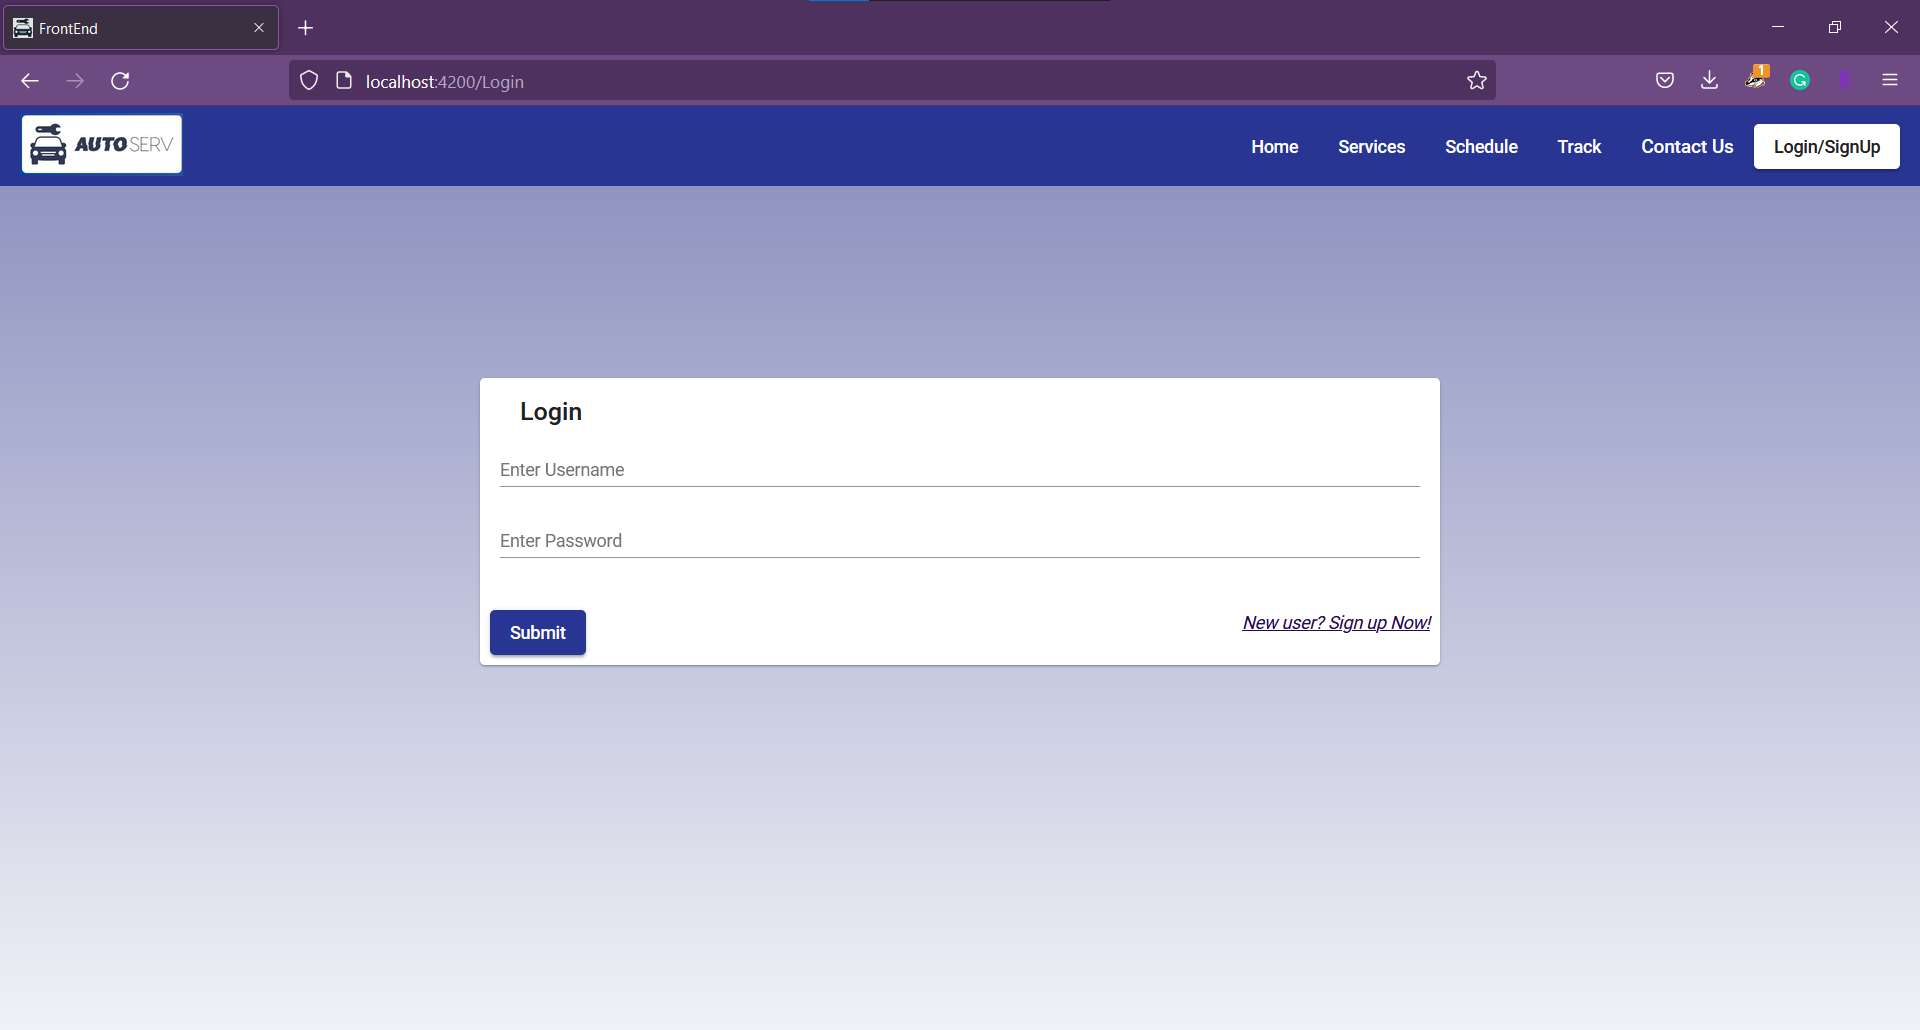 FrontEnd
localhost:4200/Login
1
AUTOSERV
Home Services Schedule Track Contact Us Login/SignUp
Login
Enter Username
Enter Password
Submit
New user? Sign up Now!